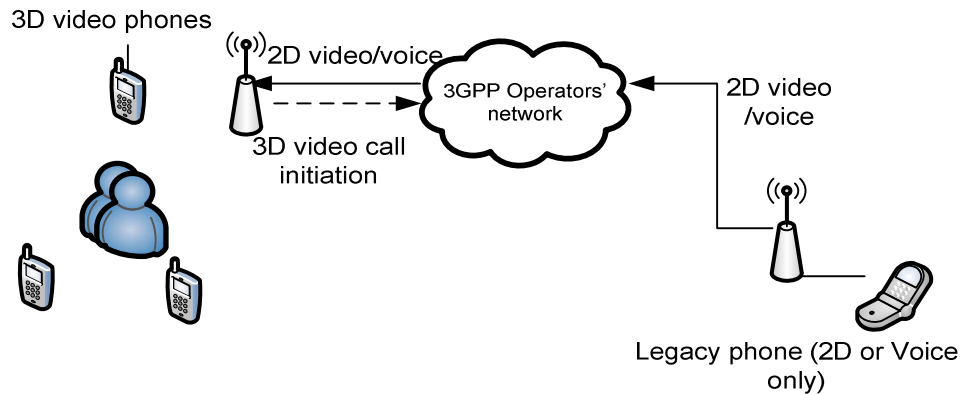 3D video phones
2D video/voice
3GPP Operators'
network
3D video call
initiation
2D video
/voice
Legacy phone (2D or Voice
only)